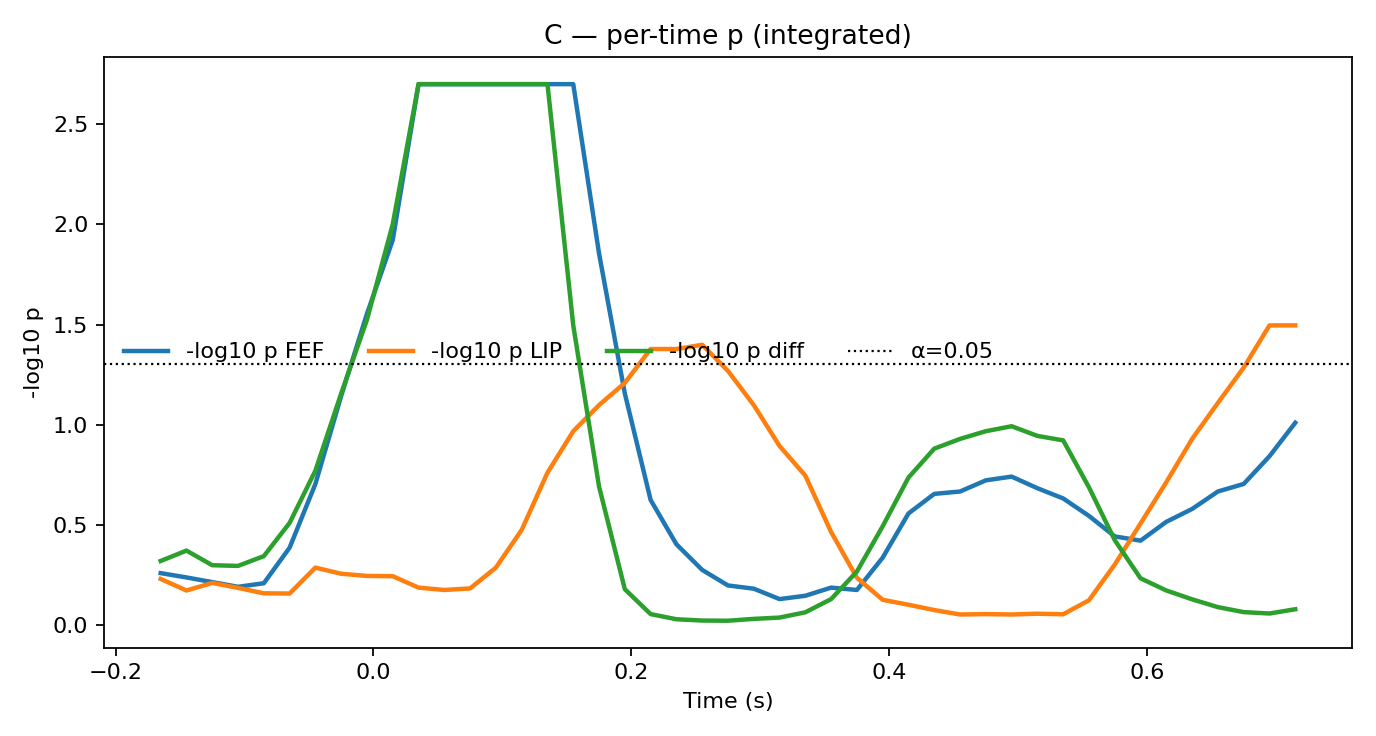 C — per-time p (integrated)
-log10 p
2.5
2.0
1.5
1.0
0.5
0.0
-log10 p FEF -log10 p LIP -log10 p diff α=0.05
−0.2 0.0 0.2 0.4 0.6
Time (s)